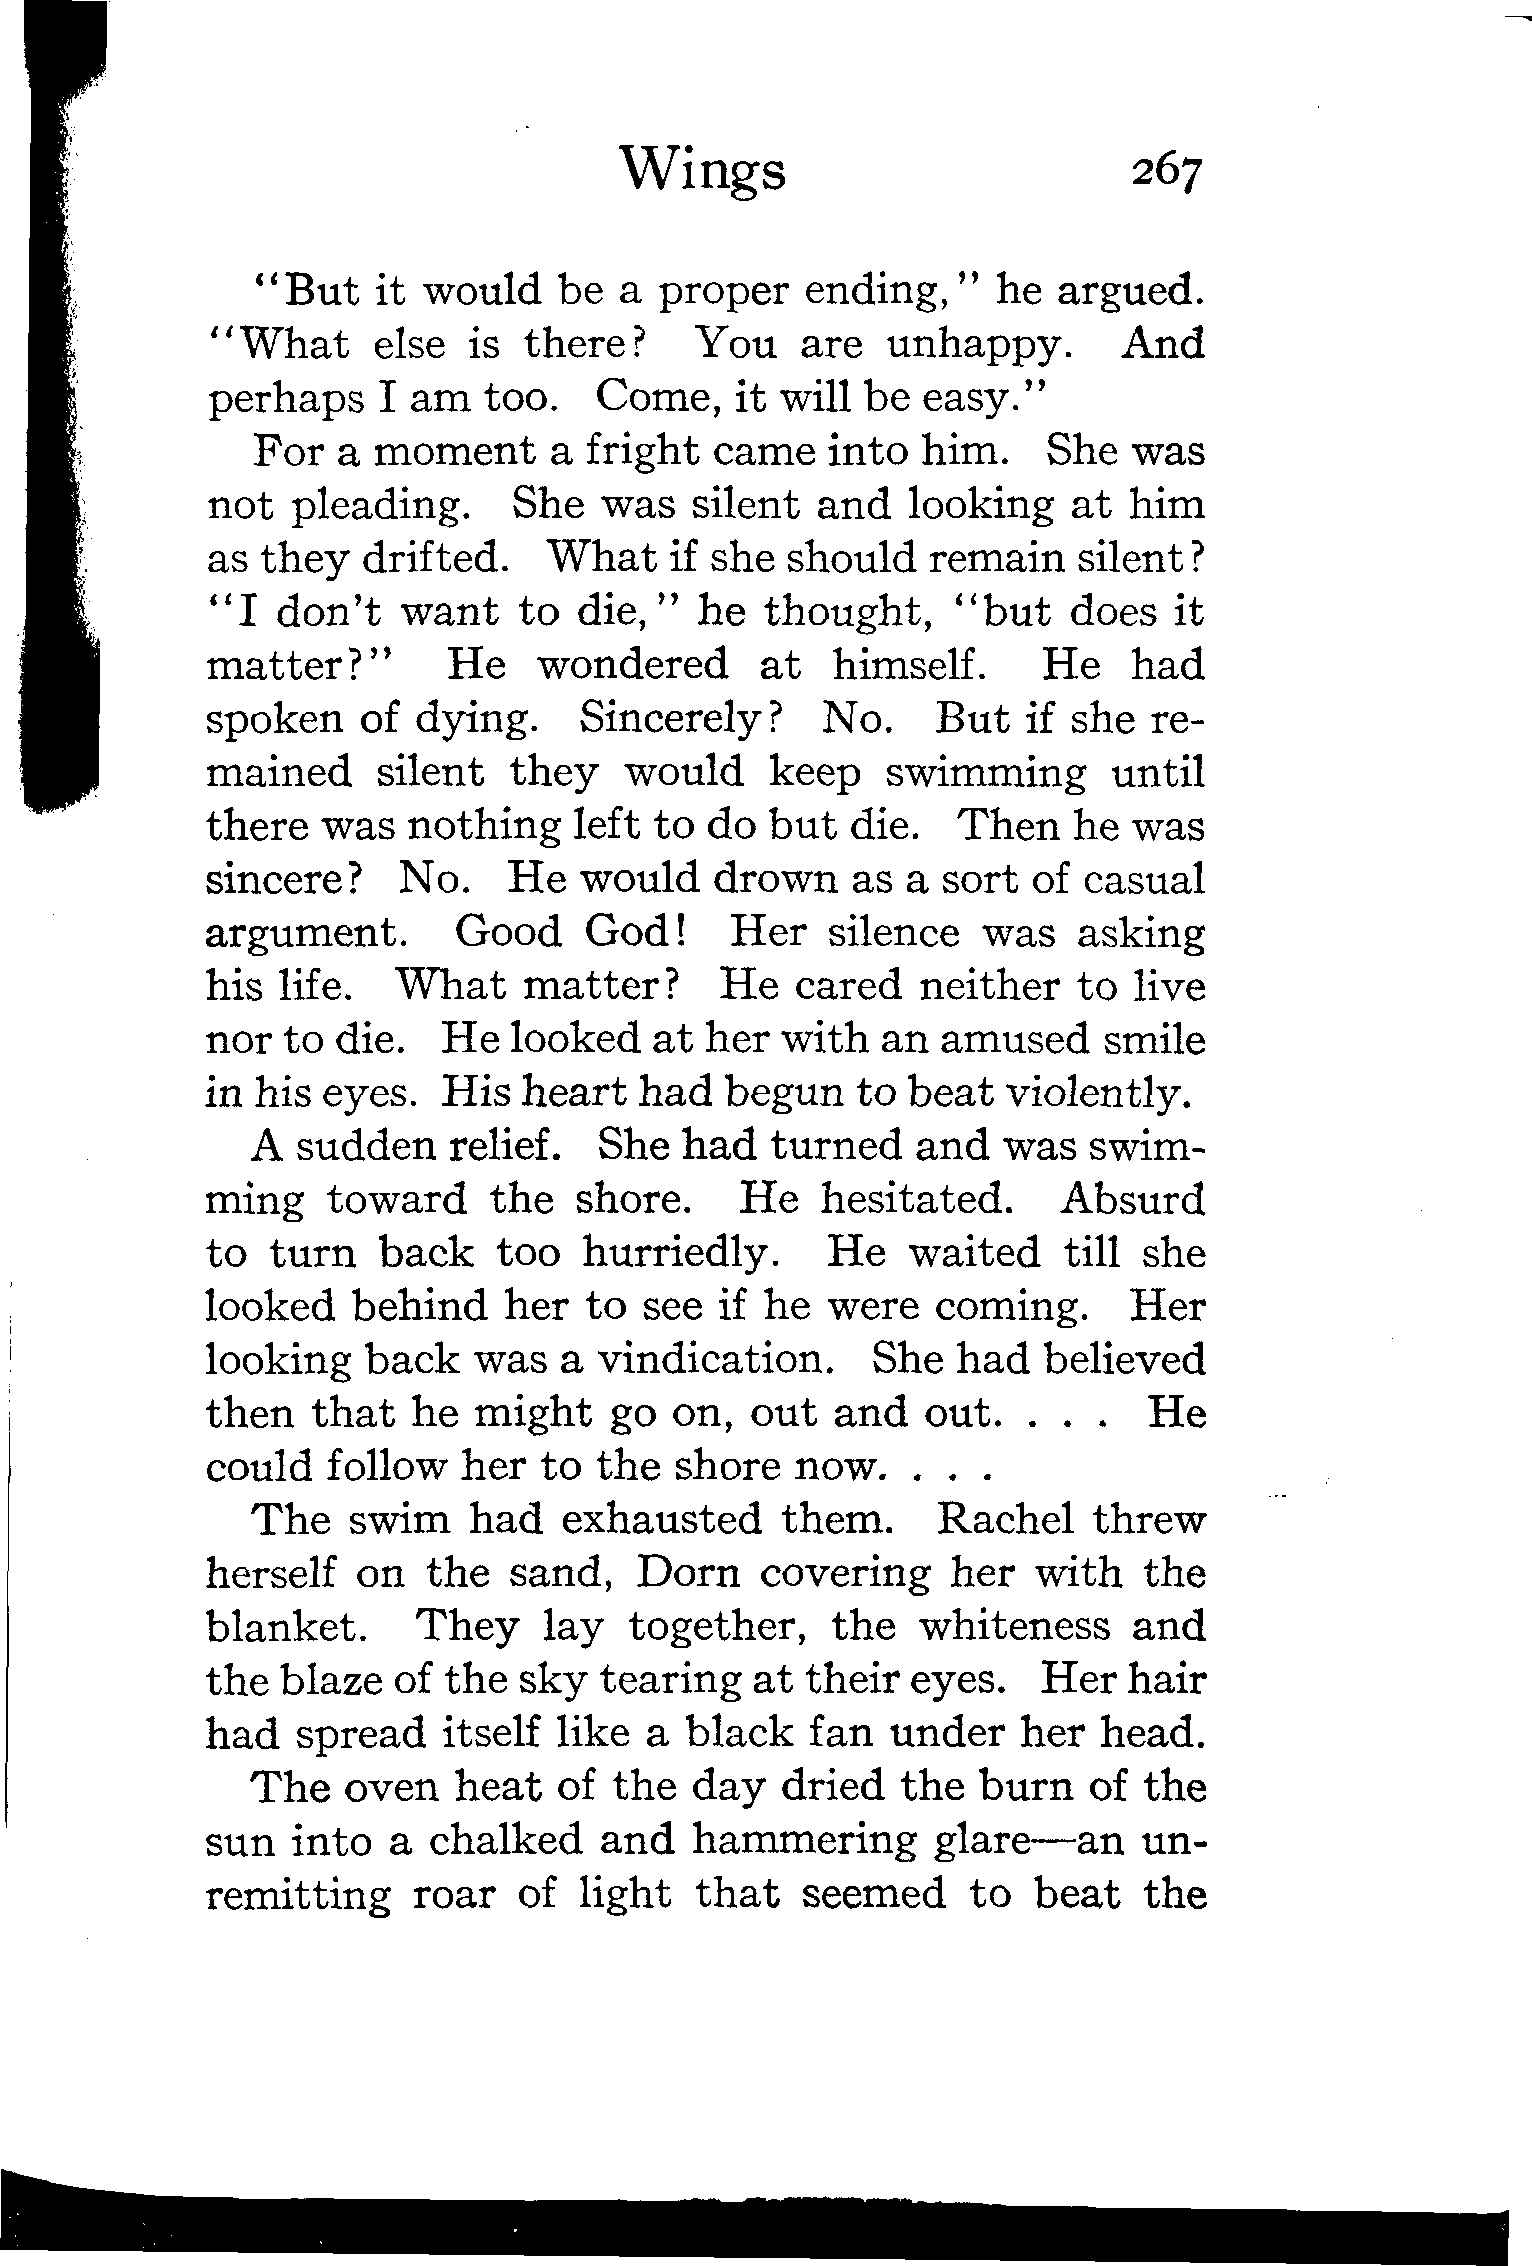 Wings 267
"But it would be a proper ending," he argued.
"What else is there? You are unhappy. And
perhaps I am too. Come, it will be easy."
For a moment a fright came into him. She was
not pleading. She was silent and looking at him
as they drifted. What if she should remain silent?
"I don't want to die," he thought, "but does it
matter?" He wondered at himself. He had
spoken of dying. Sincerely? No. But if she re-
mained silent they would keep swimming until
there was nothing left to do but die. Then he was
sincere? No. He would drown as a sort of casual
argument. Good God! Her silence was asking
his life. What matter? He cared neither to live
nor to die. He looked at her with an amused smile
in his eyes. His heart had begun to beat violently.
A sudden relief. She had turned and was swim-
ming toward the shore. He hesitated. Absurd
to turn back too hurriedly. He waited till she
looked behind her to see if he were coming. Her
looking back was a vindication. She had believed
then that he might go on, out and out. . . . He
could follow her to the shore now. . . .
The swim had exhausted them. Rachel threw
herself on the sand, Dorn covering her with the
blanket. They lay together, the whiteness and
the blaze of the sky tearing at their eyes. Her hair
had spread itself like a black fan under her head.
The oven heat of the day dried the burn of the
sun into a chalked and hammering glare—an un-
remitting roar of light that seemed to beat the